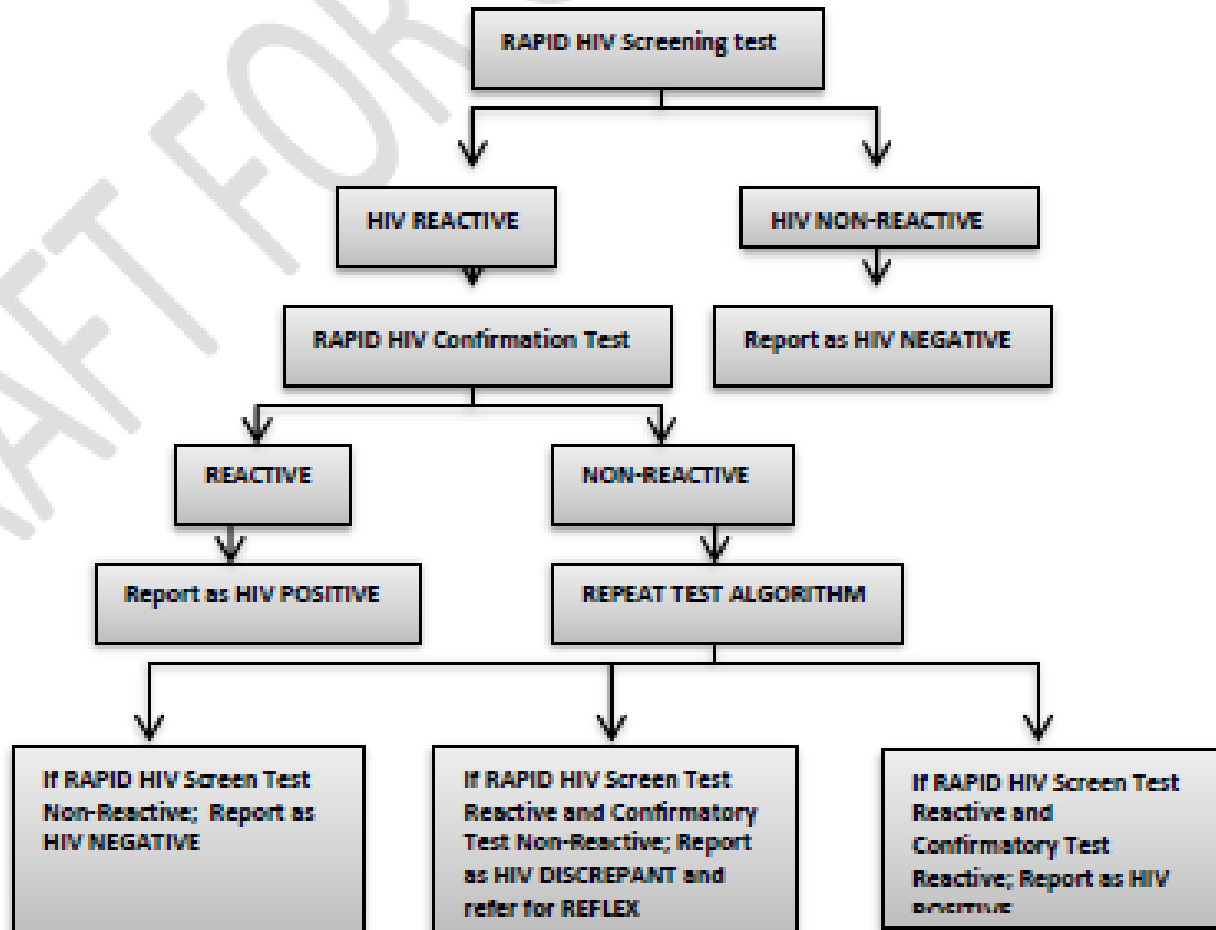 RAPID HIV Screening test
HIV REACTIVE
HIV NON-REACTIVE
RAPID HIV Confirmation Test
Report as HIV NEGATIVE
REACTIVE
NON-REACTIVE
Report as HIV POSITIVE
REPEAT TEST ALGORITHM
If RAPID HIV Screen Test
Non-Reactive; Report as
HIV NEGATIVE
If RAPID HIV Screen Test
Reactive and Confirmatory
Test Non-Reactive; Report
as HIV DISCREPANT and
refer for REFLEX
If RAPID HIV Screen Test
Reactive and
Confirmatory Test
Reactive; Report as HIV
POSITIVE
RAFT FOR